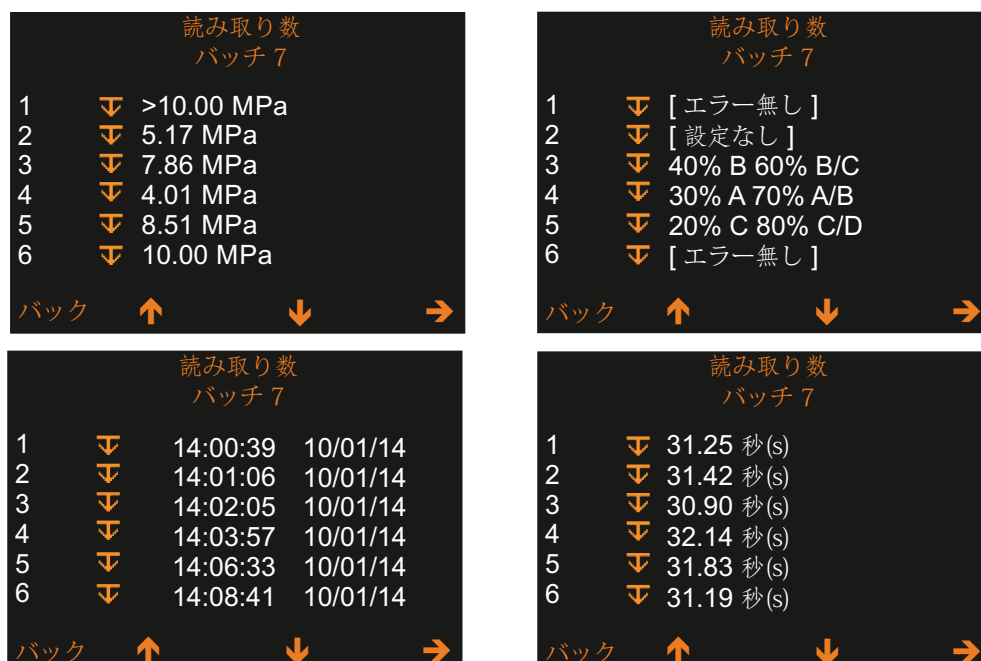 読み取り数
バッチ 7
1 >10.00 MPa
2 5.17 MPa
3 7.86 MPa
4 4.01 MPa
5 8.51 MPa
6 10.00 MPa
バック
読み取り数
バッチ 7
1 [ エラー無し ]
2 [ 設定なし ]
3 40% B 60% B/C
4 30% A 70% A/B
5 20% C 80% C/D
6 [ エラー無し ]
バック
読み取り数
バッチ 7
1 14:00:39 10/01/14
2 14:01:06 10/01/14
3 14:02:05 10/01/14
4 14:03:57 10/01/14
5 14:06:33 10/01/14
6 14:08:41 10/01/14
バック
読み取り数
バッチ 7
1 31.25 秒(s)
2 31.42 秒(s)
3 30.90 秒(s)
4 32.14 秒(s)
5 31.83 秒(s)
6 31.19 秒(s)
バック